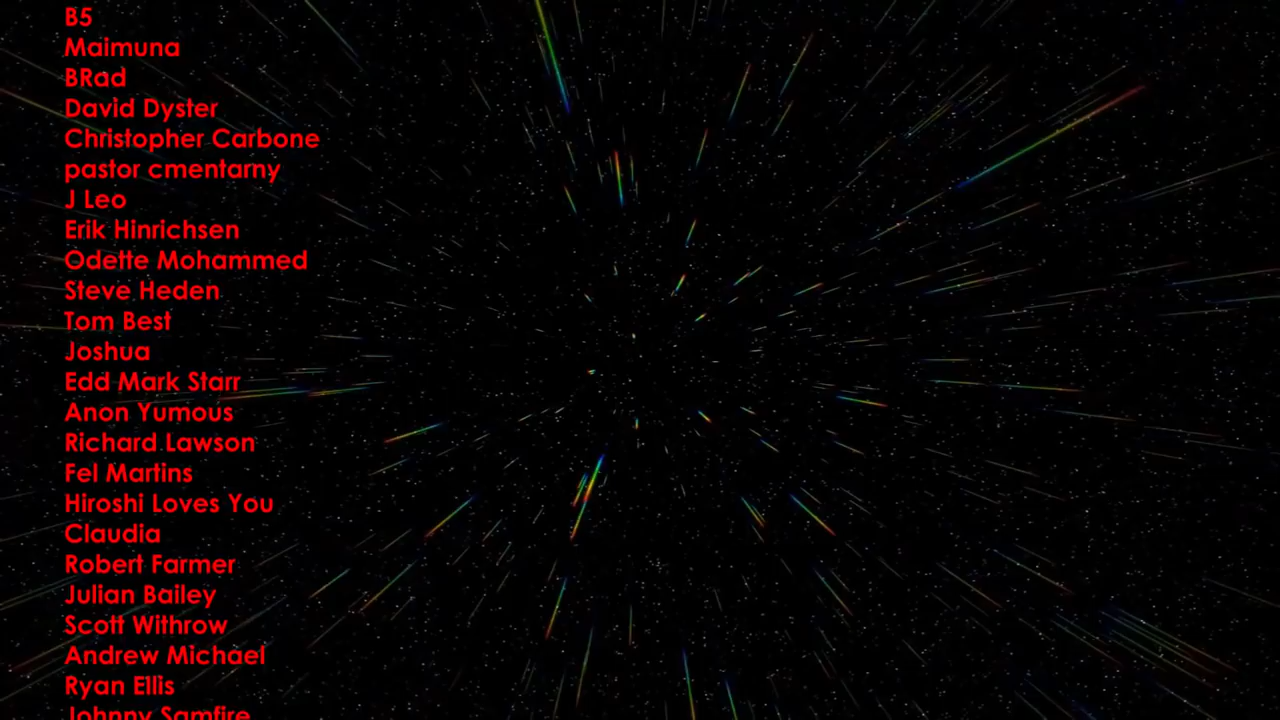 B5
Maimuna
BRad
David Dyster
Christopher Carbone
pastor cmentarny
J Leo
Erik Hinrichsen
Odette Mohammed
Steve Heden
Tom Best
Joshua
Edd Mark Starr
Anon Yumous
Richard Lawson
Fel Martins
Hiroshi Loves You
Claudia
Robert Farmer
Julian Bailey
Scott Withrow
Andrew Michael
Ryan Ellis
Johnny Samfire